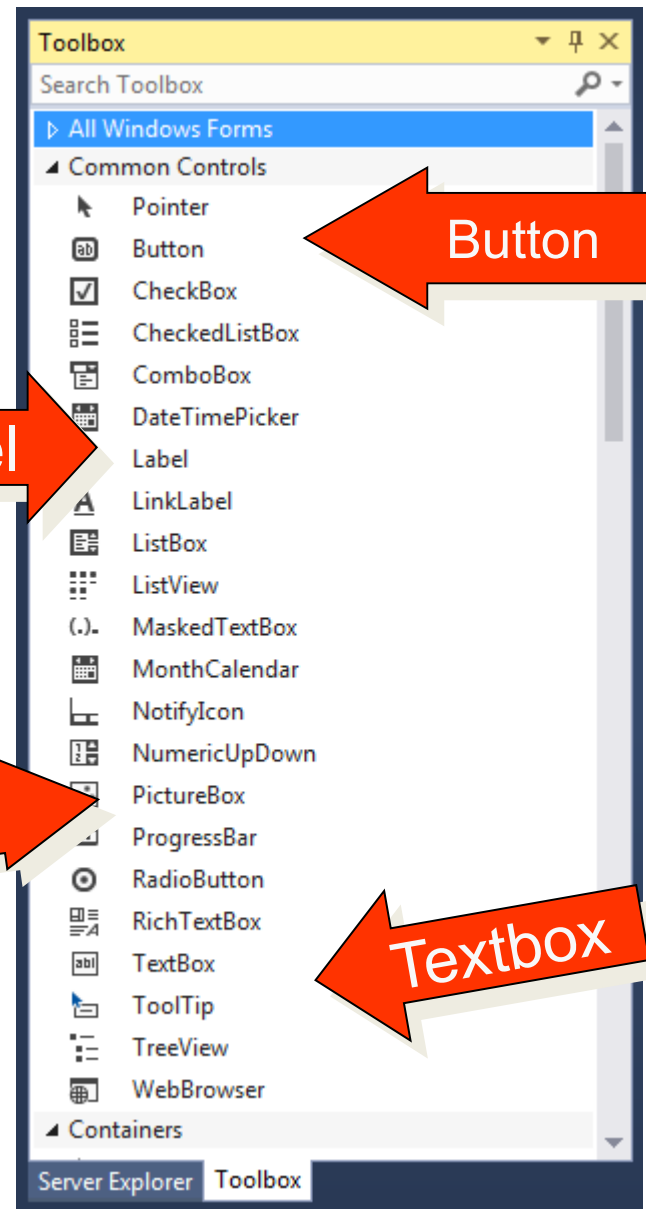 Toolbox
Search Toolbox
All Windows Forms
Common Controls
Pointer
Button
Button
CheckBox
CheckedListBox
ComboBox
DateTimePicker
el
Label
LinkLabel
ListBox
ListView
MaskedTextBox
MonthCalendar
NotifyIcon
NumericUpDown
PictureBox
ProgressBar
RadioButton
RichTextBox
Textbox
TextBox
ToolTip
TreeView
WebBrowser
Containers
Server Explorer Toolbox